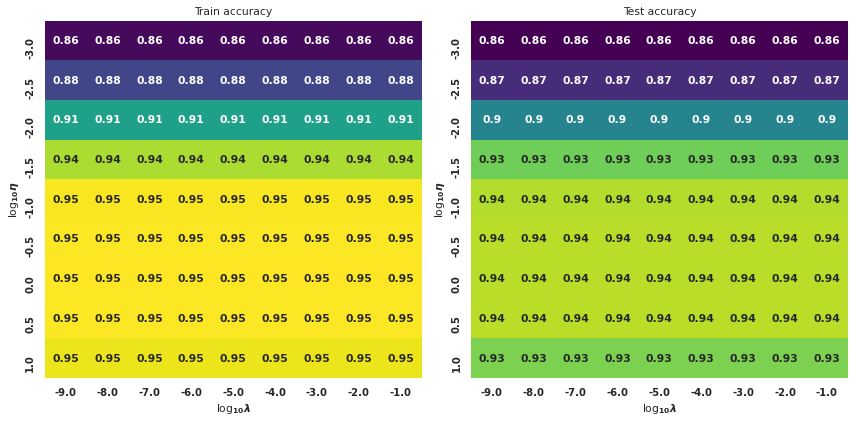 Train accuracy
-3.0 0.86 0.86 0.86 0.86 0.86 0.86 0.86 0.86 0.86
-2.5 0.88 0.88 0.88 0.88 0.88 0.88 0.88 0.88 0.88
-2.0 0.91 0.91 0.91 0.91 0.91 0.91 0.91 0.91 0.91
-1.5 0.94 0.94 0.94 0.94 0.94 0.94 0.94 0.94 0.94
-1.0 0.95 0.95 0.95 0.95 0.95 0.95 0.95 0.95 0.95
-0.5 0.95 0.95 0.95 0.95 0.95 0.95 0.95 0.95 0.95
0.0 0.95 0.95 0.95 0.95 0.95 0.95 0.95 0.95 0.95
0.5 0.95 0.95 0.95 0.95 0.95 0.95 0.95 0.95 0.95
1.0 0.95 0.95 0.95 0.95 0.95 0.95 0.95 0.95 0.95
-9.0 -8.0 -7.0 -6.0 -5.0 -4.0 -3.0 -2.0 -1.0
log₁₀η
log₁₀λ
Test accuracy
-3.0 0.86 0.86 0.86 0.86 0.86 0.86 0.86 0.86 0.86
-2.5 0.87 0.87 0.87 0.87 0.87 0.87 0.87 0.87 0.87
-2.0 0.9 0.9 0.9 0.9 0.9 0.9 0.9 0.9 0.9
-1.5 0.93 0.93 0.93 0.93 0.93 0.93 0.93 0.93 0.93
-1.0 0.94 0.94 0.94 0.94 0.94 0.94 0.94 0.94 0.94
-0.5 0.94 0.94 0.94 0.94 0.94 0.94 0.94 0.94 0.94
0.0 0.94 0.94 0.94 0.94 0.94 0.94 0.94 0.94 0.94
0.5 0.94 0.94 0.94 0.94 0.94 0.94 0.94 0.94 0.94
1.0 0.93 0.93 0.93 0.93 0.93 0.93 0.93 0.93 0.93
-9.0 -8.0 -7.0 -6.0 -5.0 -4.0 -3.0 -2.0 -1.0
log₁₀η
log₁₀λ